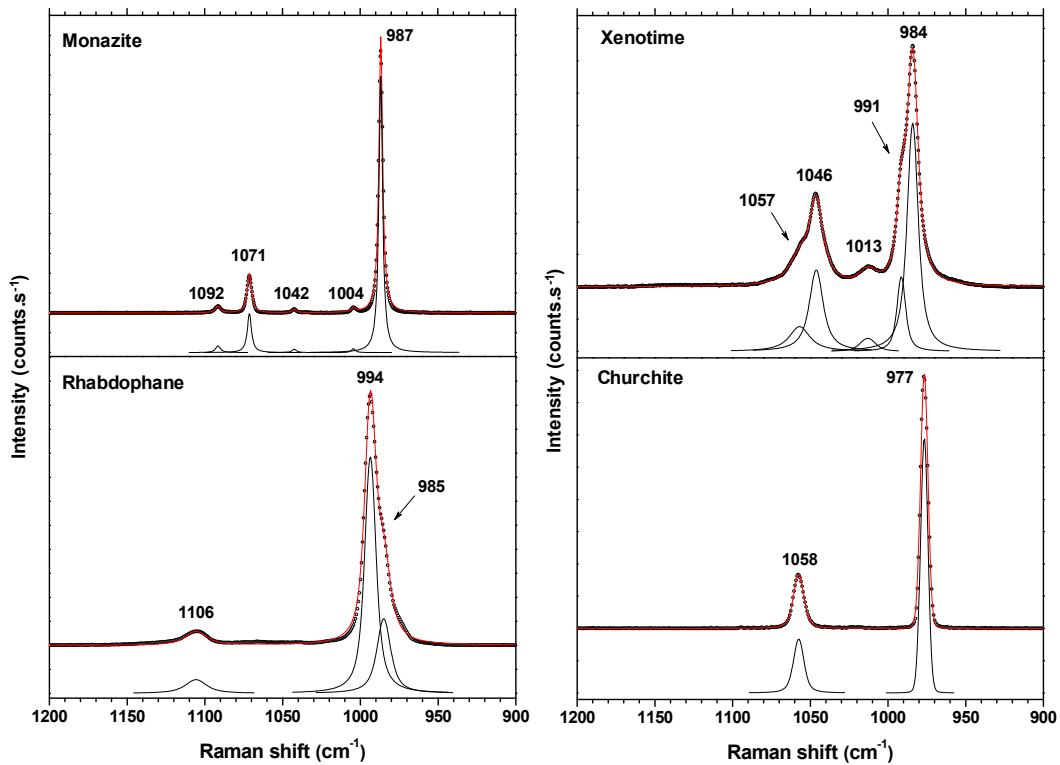 Monazite
987
1071
1092
1042
1004
Rhabdophane
994
985
1106
1200 1150 1100 1050 1000 950 900
Raman shift (cm-1)
Intensity (counts.s-1)
Xenotime
984
991
1046
1057
1013
Churchite
977
1058
1200 1150 1100 1050 1000 950 900
Raman shift (cm-1)
Intensity (counts.s-1)